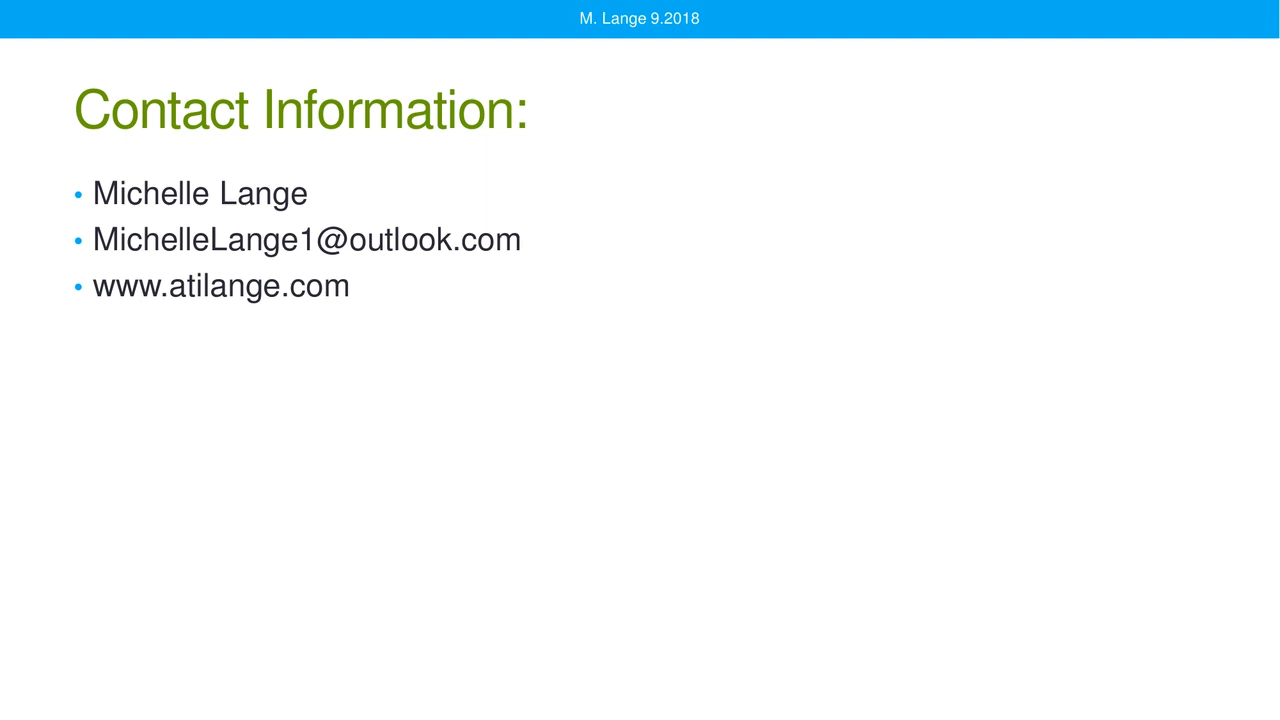 M. Lange 9.2018
Contact Information:
• Michelle Lange
• MichelleLange1@outlook.com
• www.atilange.com